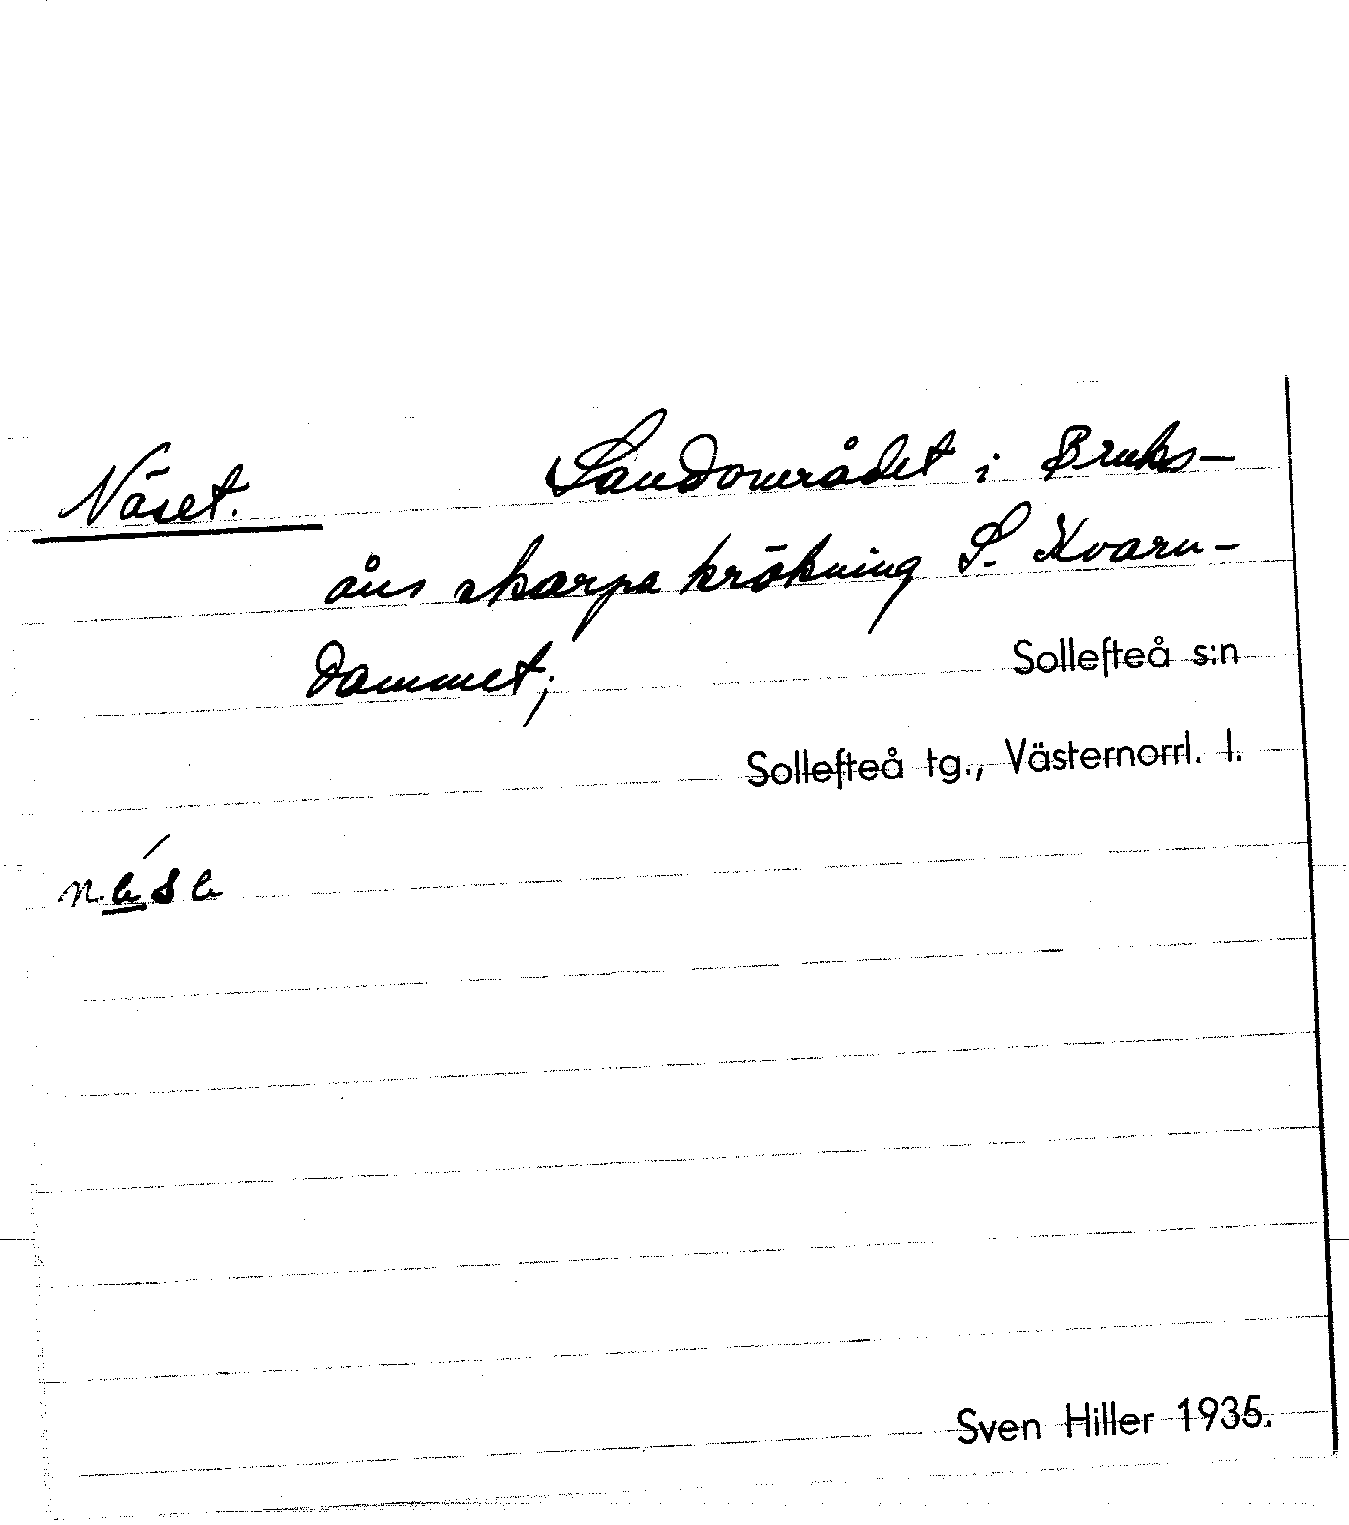 Näset. Sandområdet i Bruks-
åns skarpa krökning S. Kvarn-
dammet;
Sollefteå s:n
Sollefteå tg., Västernorrl. l.
Sven Hiller 1935.